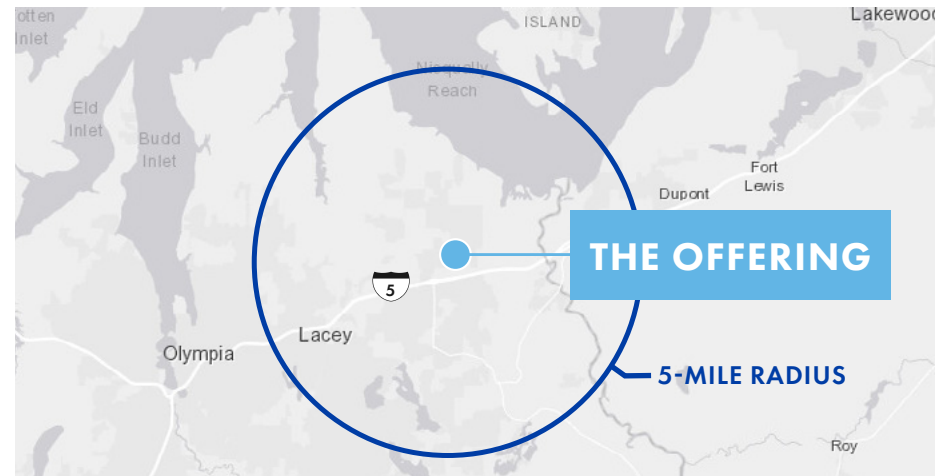 otten
Inlet
ISLAND
Lakewood
Nisqually
Reach
Eld
Inlet
Budd
Inlet
Fort
Lewis
Dupont
THE OFFERING
5
Lacey
Olympia
5-MILE RADIUS
Roy